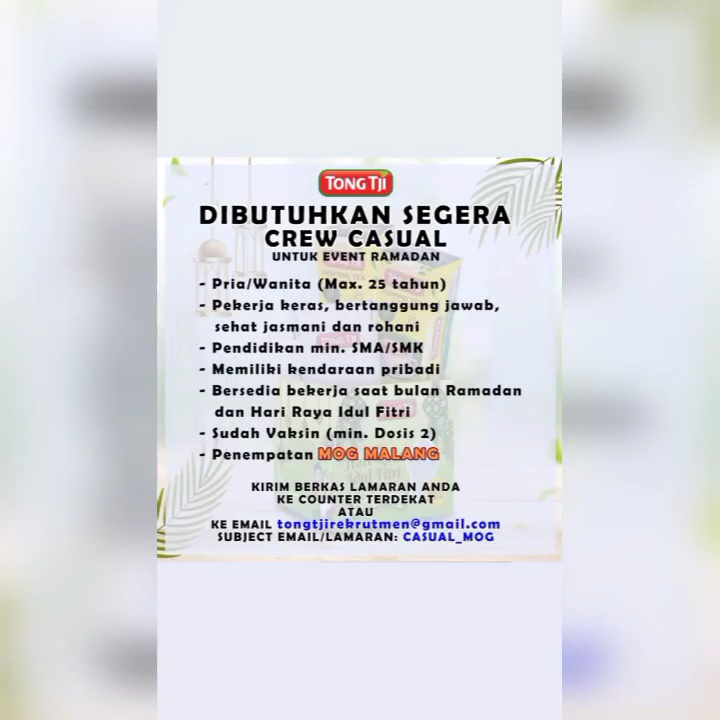 TONG TJI
DIBUTUHKAN SEGERA
CREW CASUAL
UNTUK EVENT RAMADAN
- Pria/Wanita (Max. 25 tahun)
- Pekerja keras, bertanggung jawab,
sehat jasmani dan rohani
- Pendidikan min. SMA/SMK
- Memiliki kendaraan pribadi
- Bersedia bekerja saat bulan Ramadan
dan Hari Raya Idul Fitri
- Sudah Vaksin (min. Dosis 2)
- Penempatan MOG MALANG
KIRIM BERKAS LAMARAN ANDA
KE COUNTER TERDEKAT
ATAU
KE EMAIL tongtjirekrutmen@gmail.com
SUBJECT EMAIL/LAMARAN: CASUAL_MOG